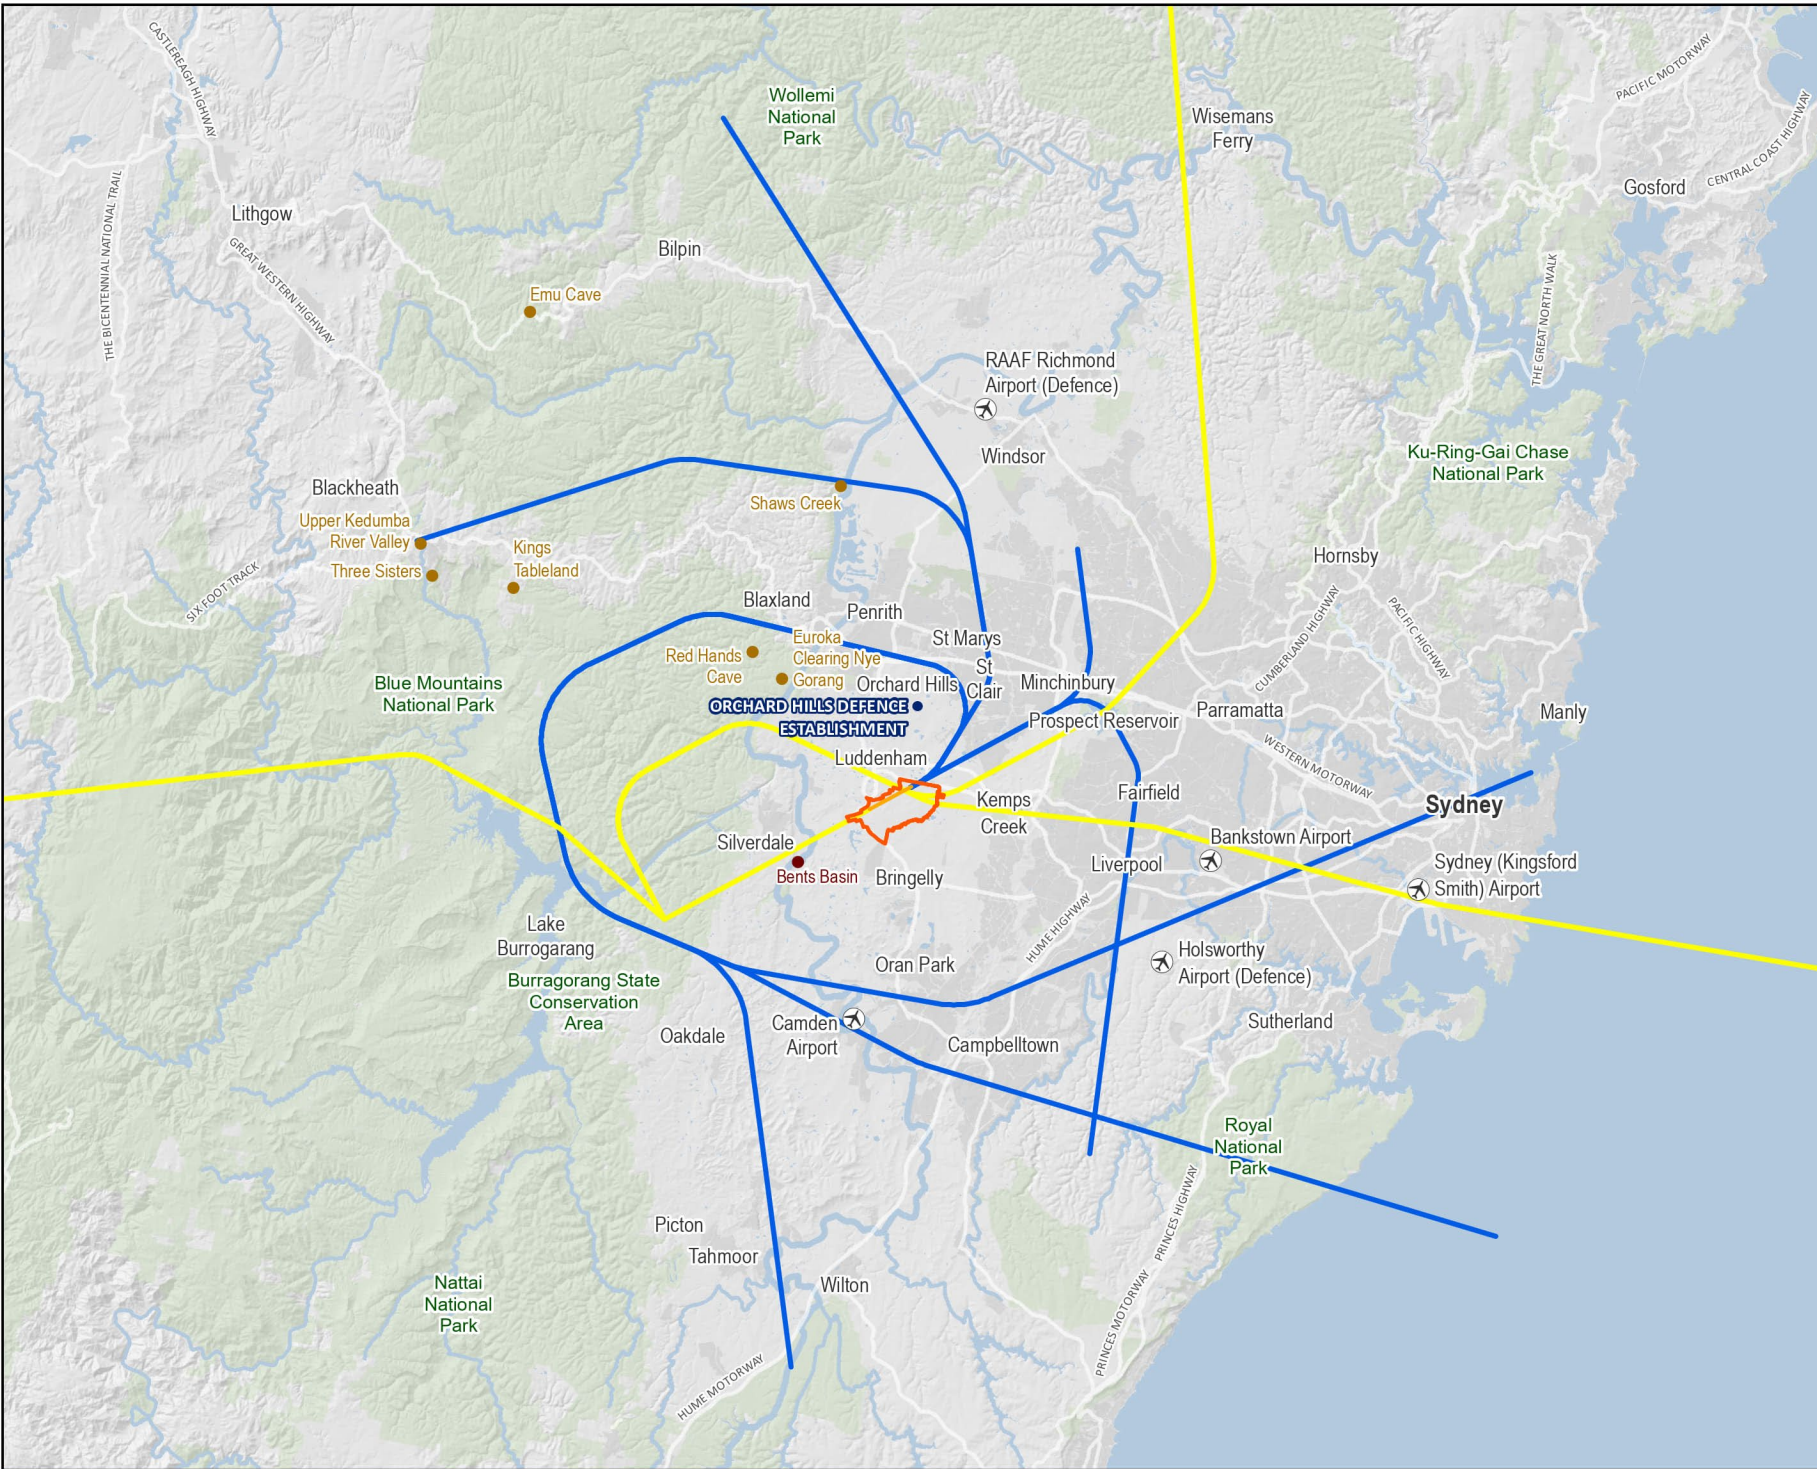 CASTLEREAGH HIGHWAY
PACIFIC MOTORWAY
Wollemi
National
Park
Wisemans
Ferry
CENTRAL COAST HIGHWAY
Gosford
THE BICENTENNIAL NATIONAL TRAIL
Lithgow
GREAT WESTERN HIGHWAY
Bilpin
Emu Cave
THE GREAT NORTH WALK
RAAF Richmond
Airport (Defence)
Windsor
Ku-Ring-Gai Chase
National Park
Blackheath
Shaws Creek
Upper Kedumba
River Valley
Three Sisters
Kings
Tableland
SIX FOOT TRACK
Hornsby
PACIFIC HIGHWAY
CUMBERLAND HIGHWAY
Blaxland
Penrith
St Marys
St
Clair
Euroka
Clearing Nye
Gorang
Red Hands
Cave
Orchard Hills
Minchinbury
Blue Mountains
National Park
ORCHARD HILLS DEFENCE
ESTABLISHMENT
Prospect Reservoir
Parramatta
Manly
WESTERN MOTORWAY
Luddenham
Kemps
Creek
Fairfield
Sydney
Silverdale
Bents Basin
Bringelly
Liverpool
Bankstown Airport
Sydney (Kingsford
Smith) Airport
HUME HIGHWAY
Lake
Burrogarang
Burragorang State
Conservation
Area
Oran Park
Holsworthy
Airport (Defence)
Oakdale
Camden
Airport
Campbelltown
Sutherland
Royal
National
Park
PRINCES HIGHWAY
Picton
Tahmoor
Wilton
Nattai
National
Park
PRINCES MOTORWAY
HUME MOTORWAY